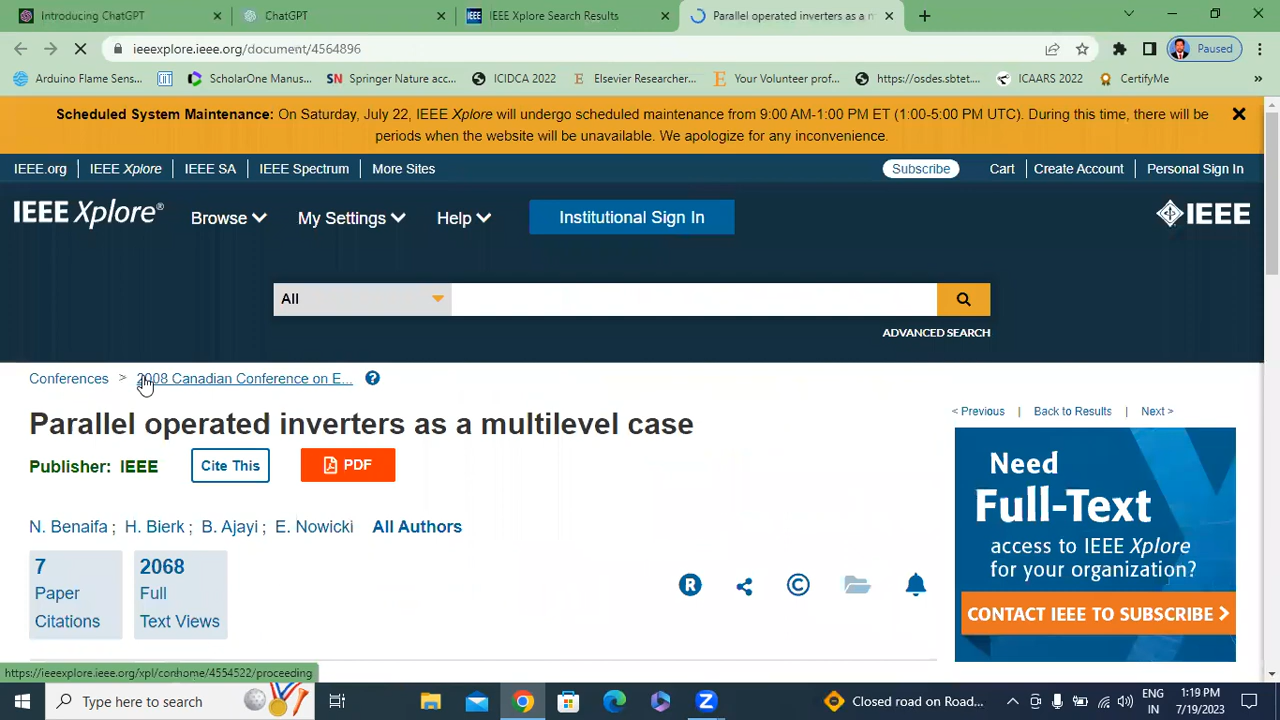 Introducing ChatGPT
ChatGPT
IEEE Xplore Search Results
Parallel operated inverters as a m
ieeexplore.ieee.org/document/4564896
Paused
Arduino Flame Sens...
ScholarOne Manus...
SN Springer Nature acc...
ICIDCA 2022
E Elsevier Researcher...
E Your Volunteer prof...
https://osdes.sbtet....
ICAARS 2022
CertifyMe
»
Scheduled System Maintenance: On Saturday, July 22, IEEE Xplore will undergo scheduled maintenance from 9:00 AM-1:00 PM ET (1:00-5:00 PM UTC). During this time, there will be
periods when the website will be unavailable. We apologize for any inconvenience.
IEEE.org | IEEE Xplore | IEEE SA | IEEE Spectrum | More Sites
Subscribe
Cart | Create Account | Personal Sign In
IEEE Xplore®
Browse
My Settings
Help
Institutional Sign In
IEEE
All
ADVANCED SEARCH
Conferences > 2008 Canadian Conference on E...
Parallel operated inverters as a multilevel case
< Previous | Back to Results | Next >
Publisher: IEEE
Cite This
PDF
N. Benaifa ; H. Bierk ; B. Ajayi ; E. Nowicki All Authors
7
Paper
Citations
2068
Full
Text Views
R
Need
Full-Text
access to IEEE Xplore
for your organization?
CONTACT IEEE TO SUBSCRIBE >
https://ieeexplore.ieee.org/xpl/conhome/4554522/proceeding
Type here to search
Closed road on Road...
ENG
IN
1:19 PM
7/19/2023